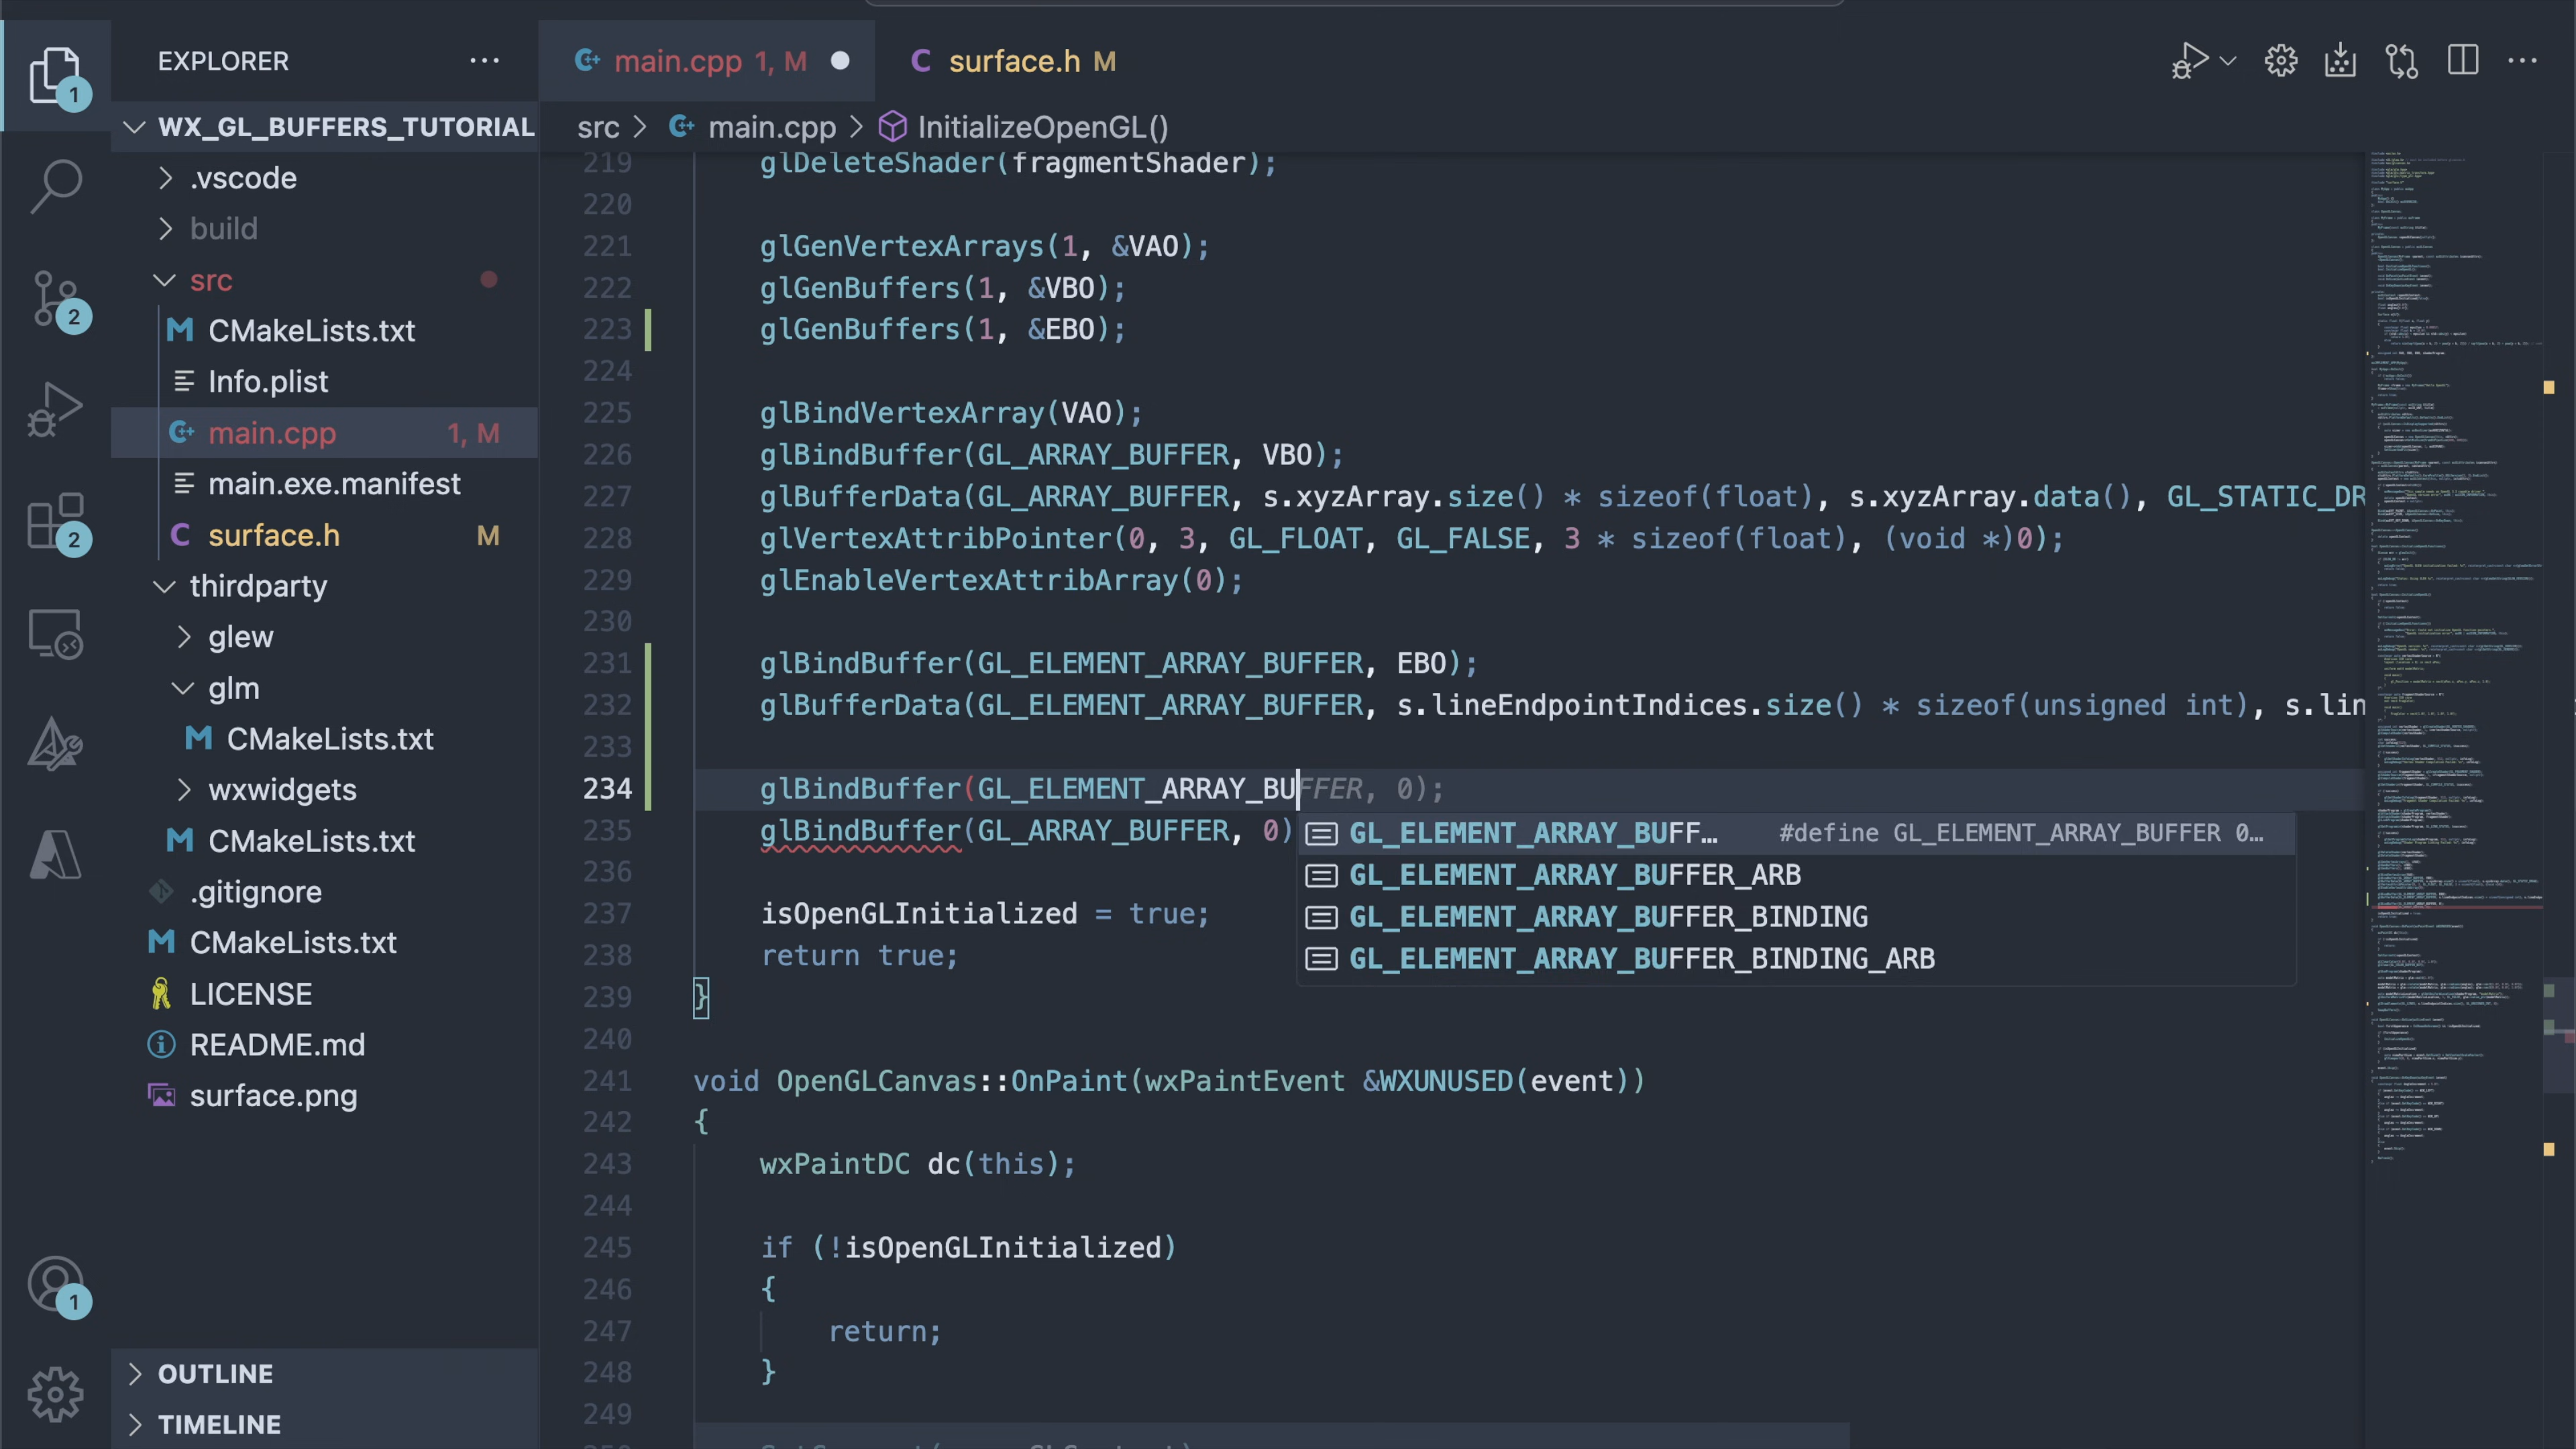 EXPLORER
WX_GL_BUFFERS_TUTORIAL
.vscode
build
src
CMakeLists.txt
Info.plist
main.cpp 1, M
main.exe.manifest
surface.h M
thirdparty
glew
glm
CMakeLists.txt
wxwidgets
CMakeLists.txt
.gitignore
CMakeLists.txt
LICENSE
README.md
surface.png
OUTLINE
TIMELINE
1
2
2
1
main.cpp 1, M
surface.h M
src > main.cpp > InitializeOpenGL()
219 glDeleteShader(fragmentShader);
220
221 glGenVertexArrays(1, &VAO);
222 glGenBuffers(1, &VBO);
223 glGenBuffers(1, &EBO);
224
225 glBindVertexArray(VAO);
226 glBindBuffer(GL_ARRAY_BUFFER, VBO);
227 glBufferData(GL_ARRAY_BUFFER, s.xyzArray.size() * sizeof(float), s.xyzArray.data(), GL_STATIC_DR
228 glVertexAttribPointer(0, 3, GL_FLOAT, GL_FALSE, 3 * sizeof(float), (void *)0);
229 glEnableVertexAttribArray(0);
230
231 glBindBuffer(GL_ELEMENT_ARRAY_BUFFER, EBO);
232 glBufferData(GL_ELEMENT_ARRAY_BUFFER, s.lineEndpointIndices.size() * sizeof(unsigned int), s.lin
233
234 glBindBuffer(GL_ELEMENT_ARRAY_BUFFER, 0);
235 glBindBuffer(GL_ARRAY_BUFFER, 0)
GL_ELEMENT_ARRAY_BUFF… #define GL_ELEMENT_ARRAY_BUFFER 0…
GL_ELEMENT_ARRAY_BUFFER_ARB
GL_ELEMENT_ARRAY_BUFFER_BINDING
GL_ELEMENT_ARRAY_BUFFER_BINDING_ARB
236
237 isOpenGLInitialized = true;
238 return true;
239 }
240
241 void OpenGLCanvas::OnPaint(wxPaintEvent &WXUNUSED(event))
242 {
243 wxPaintDC dc(this);
244
245 if (!isOpenGLInitialized)
246 {
247 return;
248 }
249